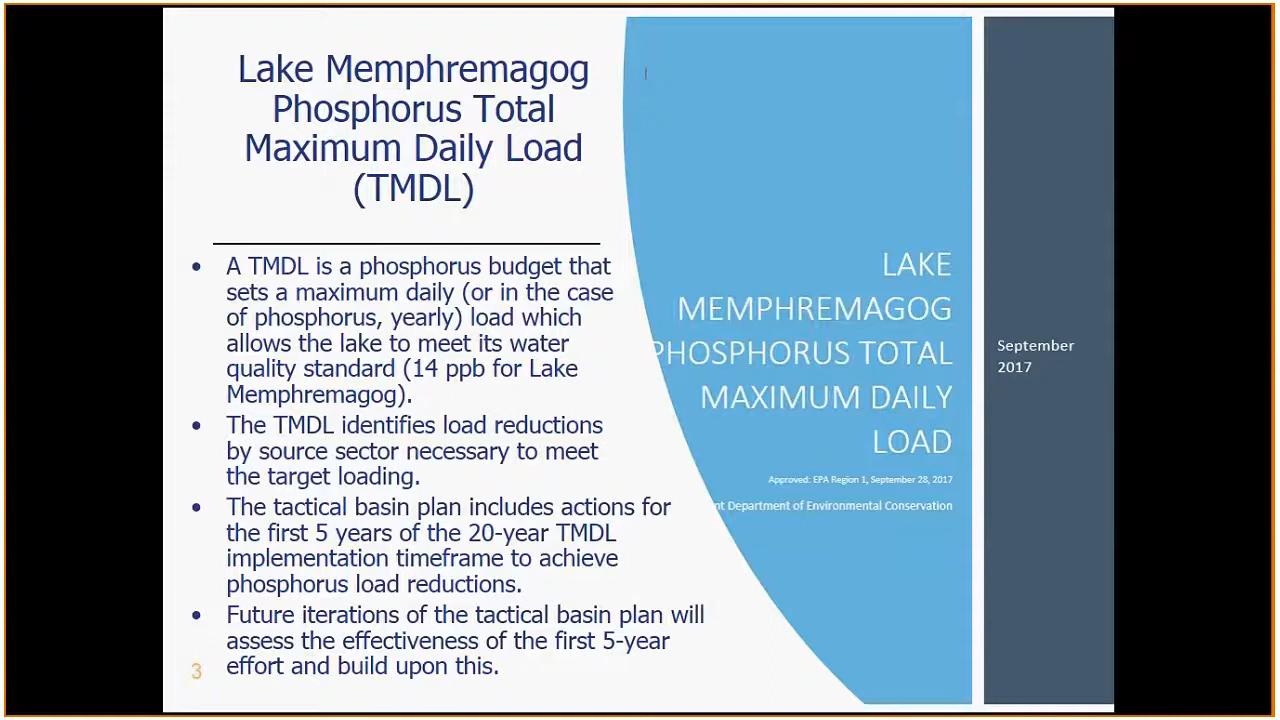 Lake Memphremagog
Phosphorus Total
Maximum Daily Load
(TMDL)
• A TMDL is a phosphorus budget that
sets a maximum daily (or in the case
of phosphorus, yearly) load which
allows the lake to meet its water
quality standard (14 ppb for Lake
Memphremagog).
• The TMDL identifies load reductions
by source sector necessary to meet
the target loading.
• The tactical basin plan includes actions for
the first 5 years of the 20-year TMDL
implementation timeframe to achieve
phosphorus load reductions.
• Future iterations of the tactical basin plan will
assess the effectiveness of the first 5-year
effort and build upon this.
3
LAKE
MEMPHREMAGOG
PHOSPHORUS TOTAL
MAXIMUM DAILY
LOAD
Approved: EPA Region 1, September 28, 2017
nt Department of Environmental Conservation
September
2017